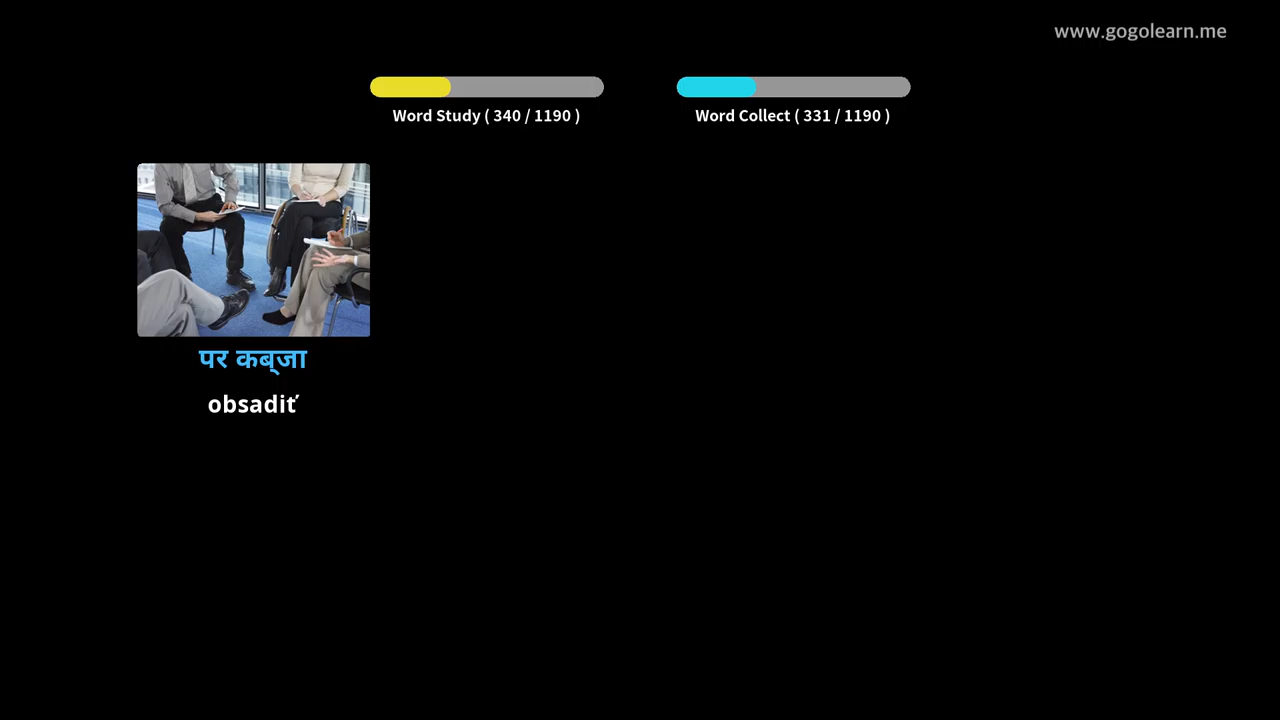 www.gogolearn.me
Word Study ( 340 / 1190 )
Word Collect ( 331 / 1190 )
पर कब्जा
obsadiť